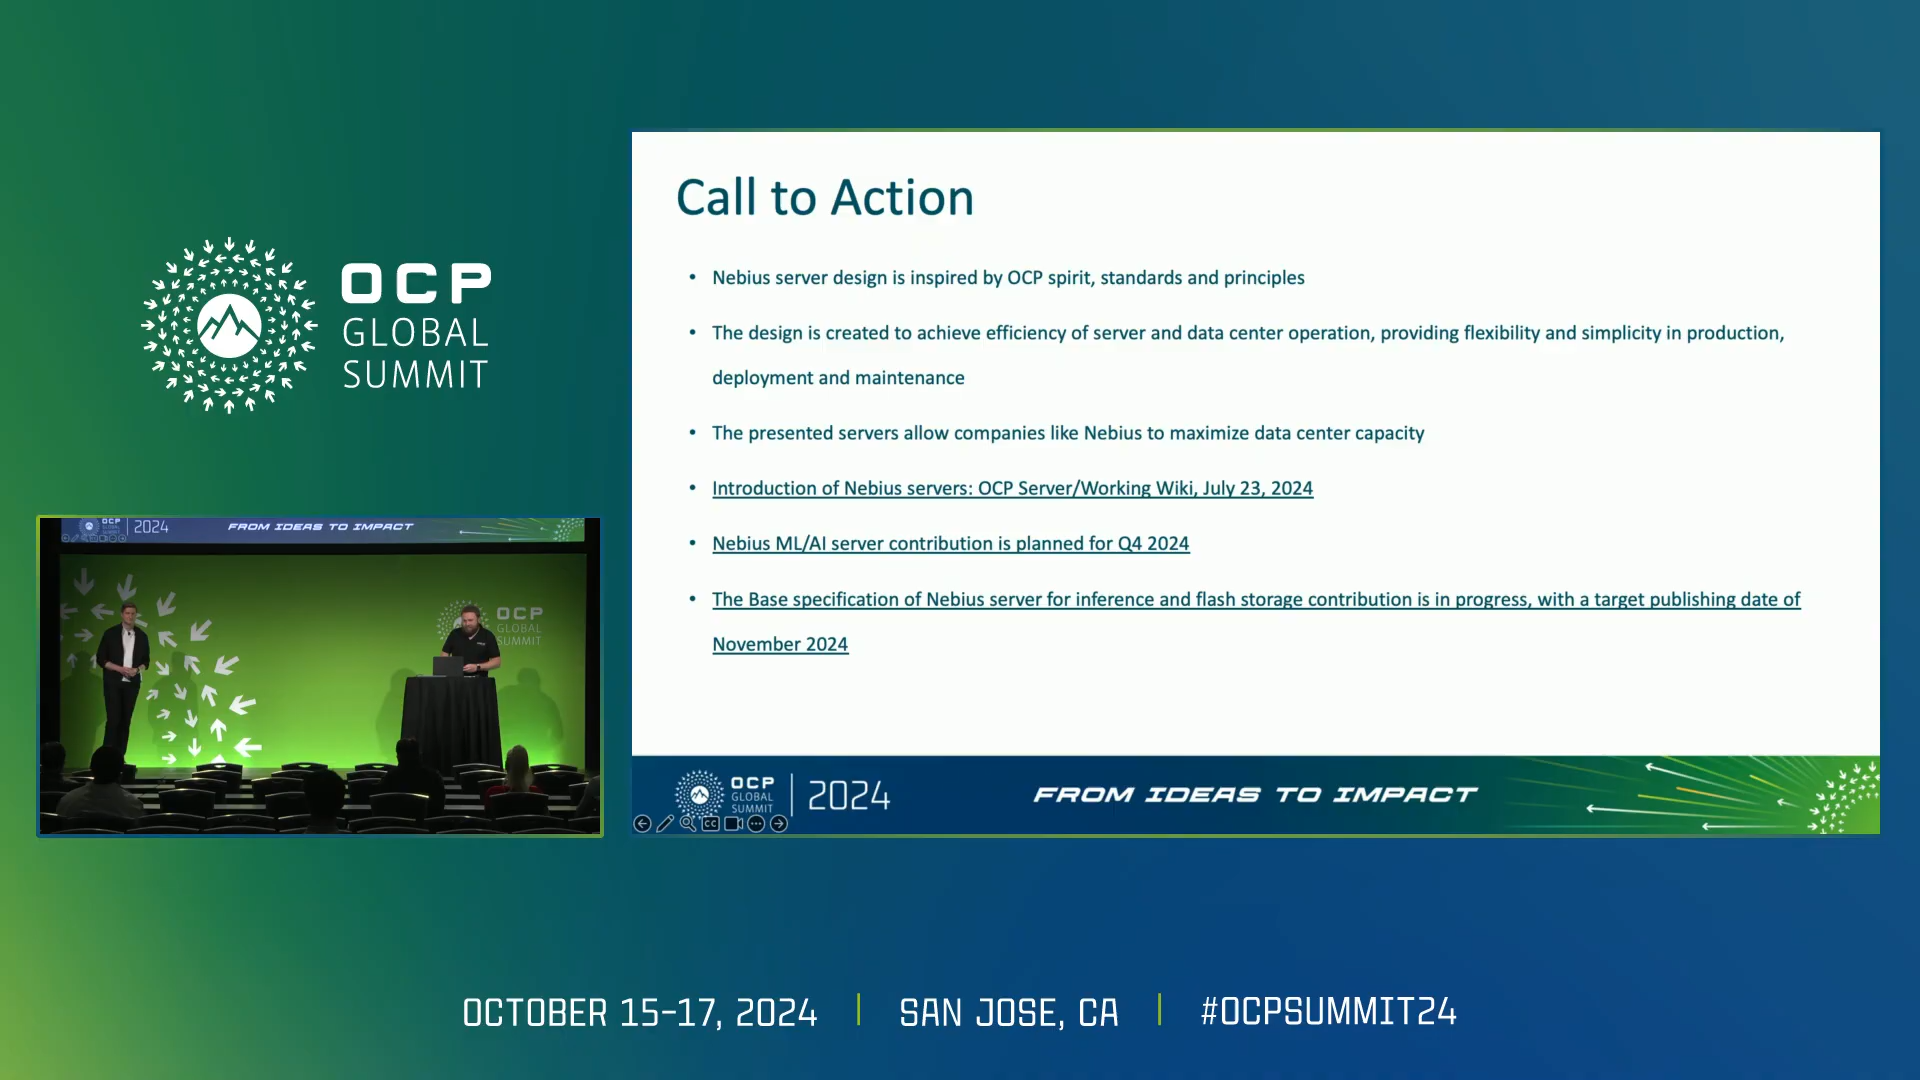 OCP
GLOBAL
SUMMIT
Call to Action
• Nebius server design is inspired by OCP spirit, standards and principles
• The design is created to achieve efficiency of server and data center operation, providing flexibility and simplicity in production,
deployment and maintenance
• The presented servers allow companies like Nebius to maximize data center capacity
• Introduction of Nebius servers: OCP Server/Working Wiki, July 23, 2024
• Nebius ML/AI server contribution is planned for Q4 2024
• The Base specification of Nebius server for inference and flash storage contribution is in progress, with a target publishing date of
November 2024
OCP
GLOBAL
SUMMIT
2024
FROM IDEAS TO IMPACT
CC
OCP
2024
FROM IDEAS TO IMPACT
OCP
GLOBAL
SUMMIT
OCTOBER 15-17, 2024 | SAN JOSE, CA | #OCPSUMMIT24